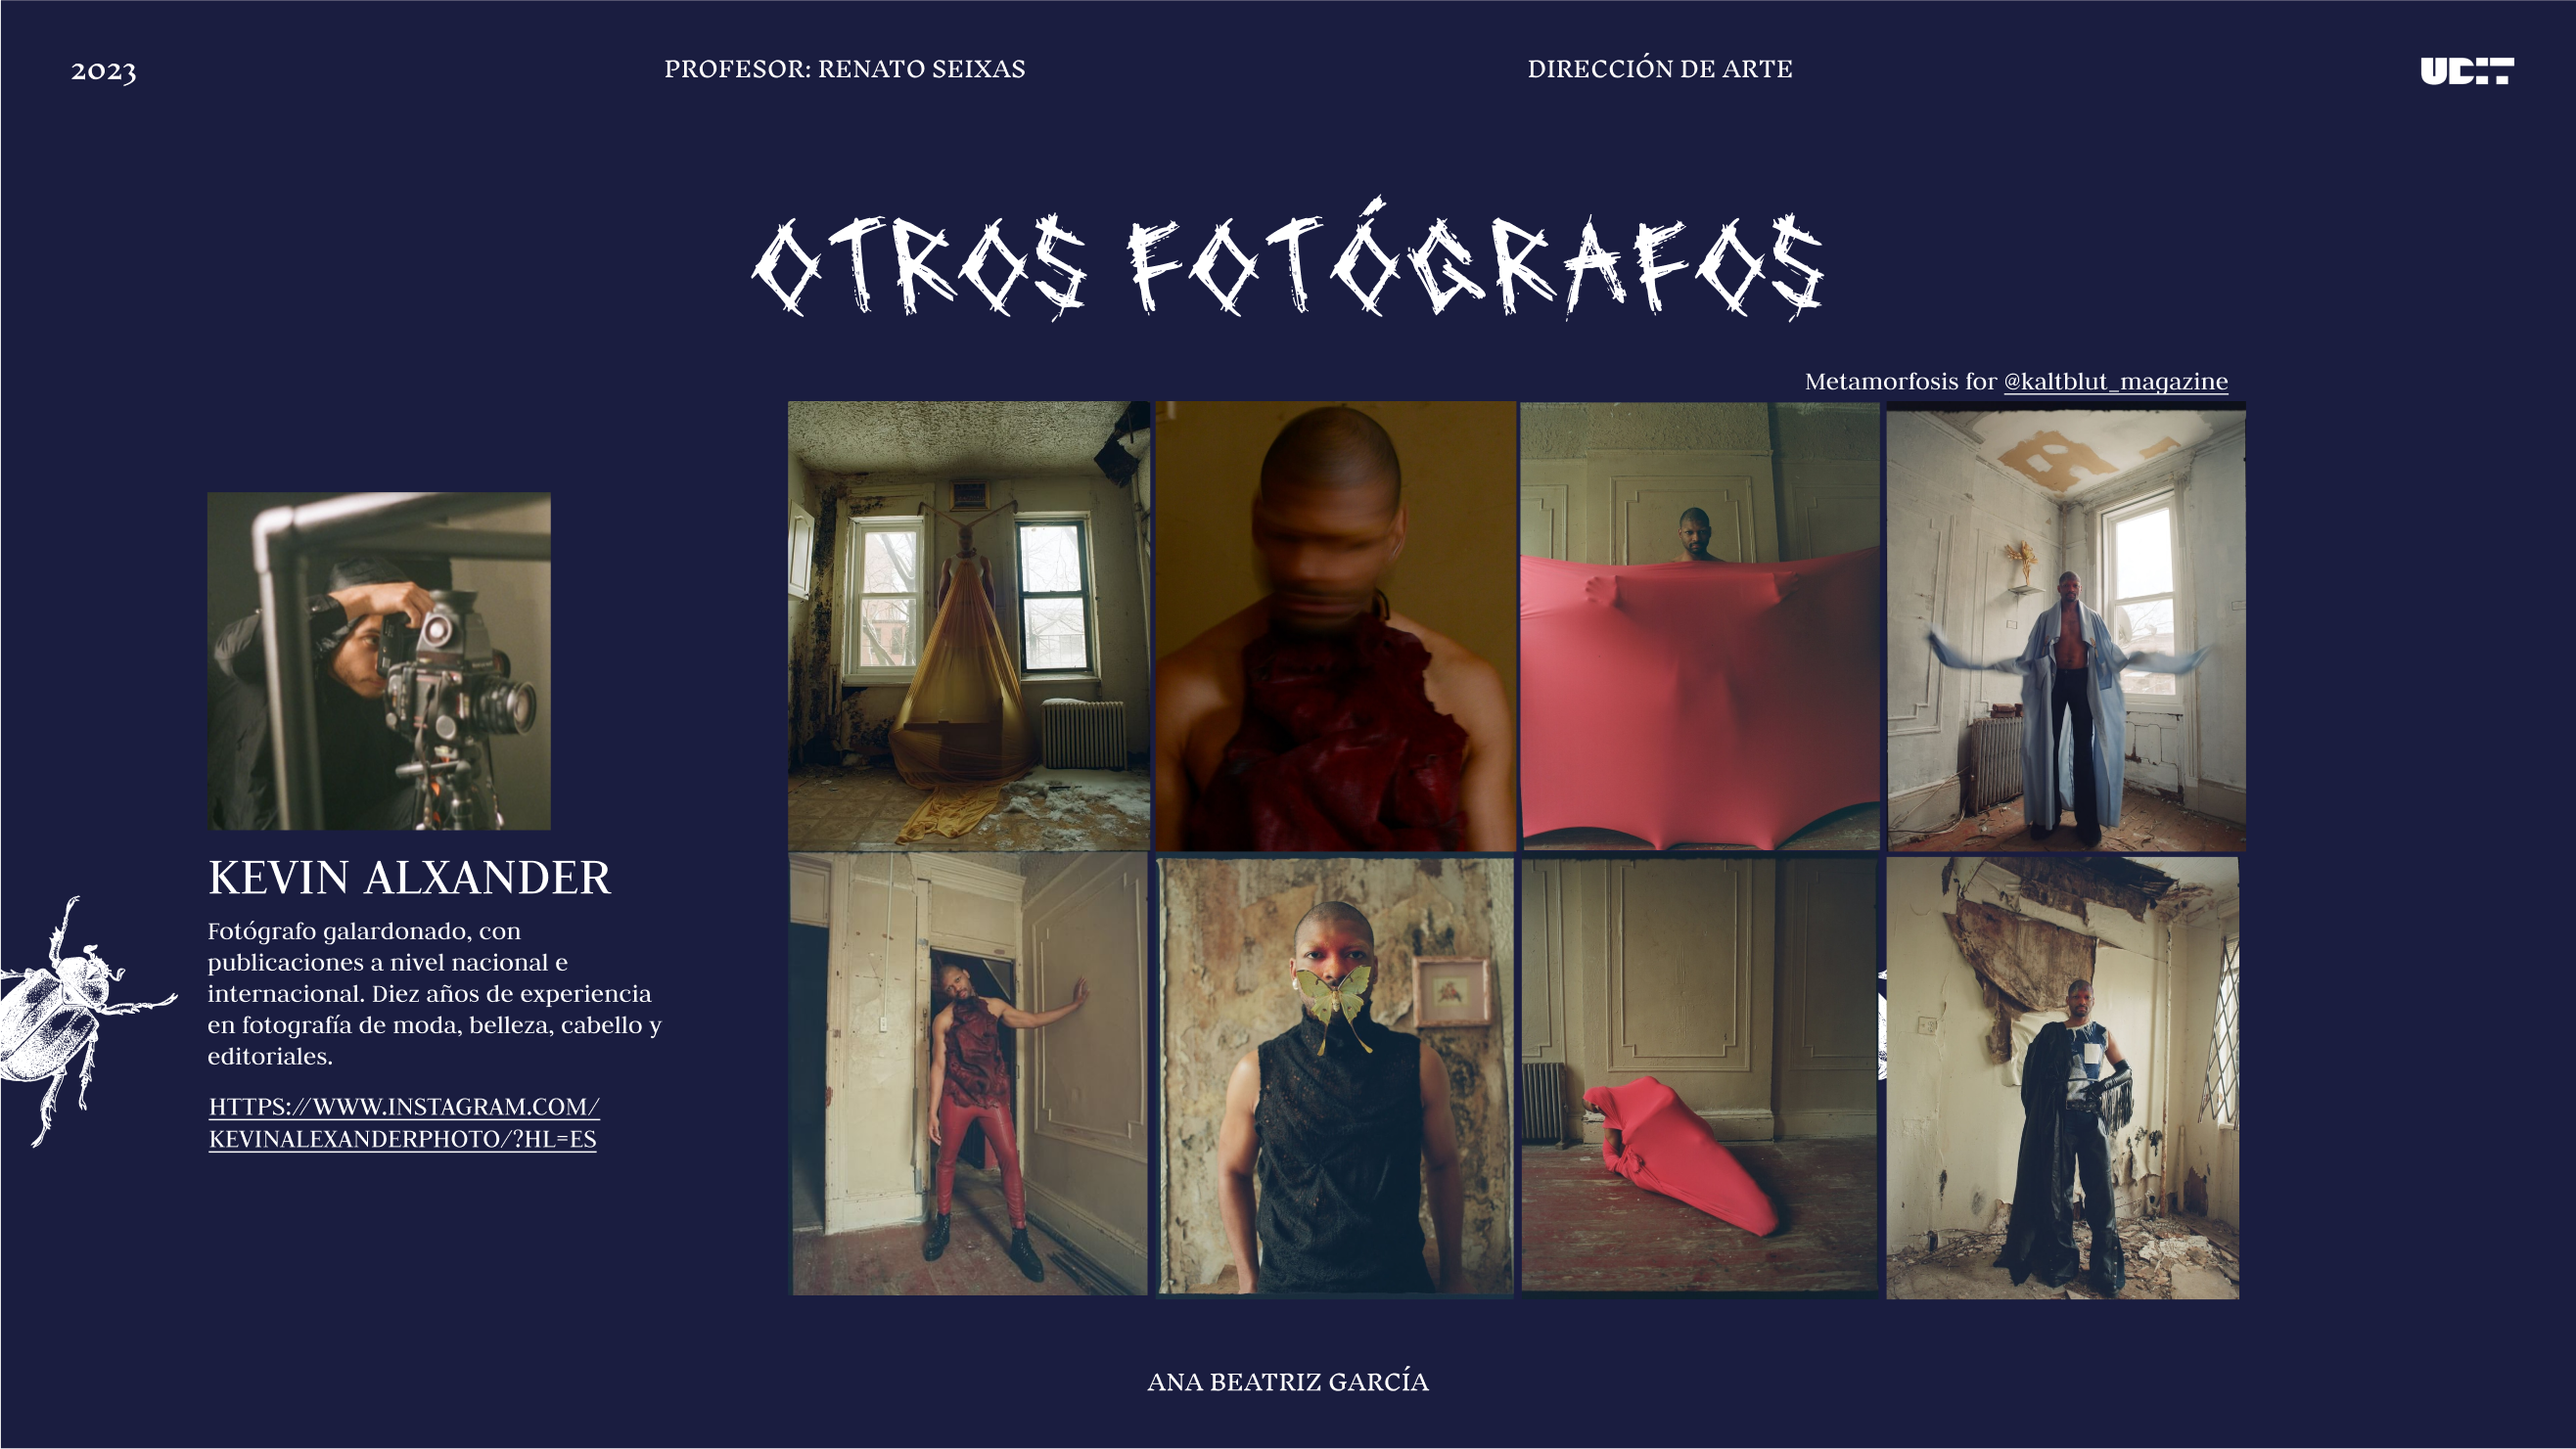 2023
PROFESOR: RENATO SEIXAS
DIRECCIÓN DE ARTE
UDIT
OTROS FOTÓGRAFOS
Metamorfosis for @kaltblut_magazine
KEVIN ALXANDER
Fotógrafo galardonado, con
publicaciones a nivel nacional e
internacional. Diez años de experiencia
en fotografía de moda, belleza, cabello y
editoriales.
HTTPS://WWW.INSTAGRAM.COM/
KEVINALEXANDERPHOTO/?HL=ES
ANA BEATRIZ GARCÍA